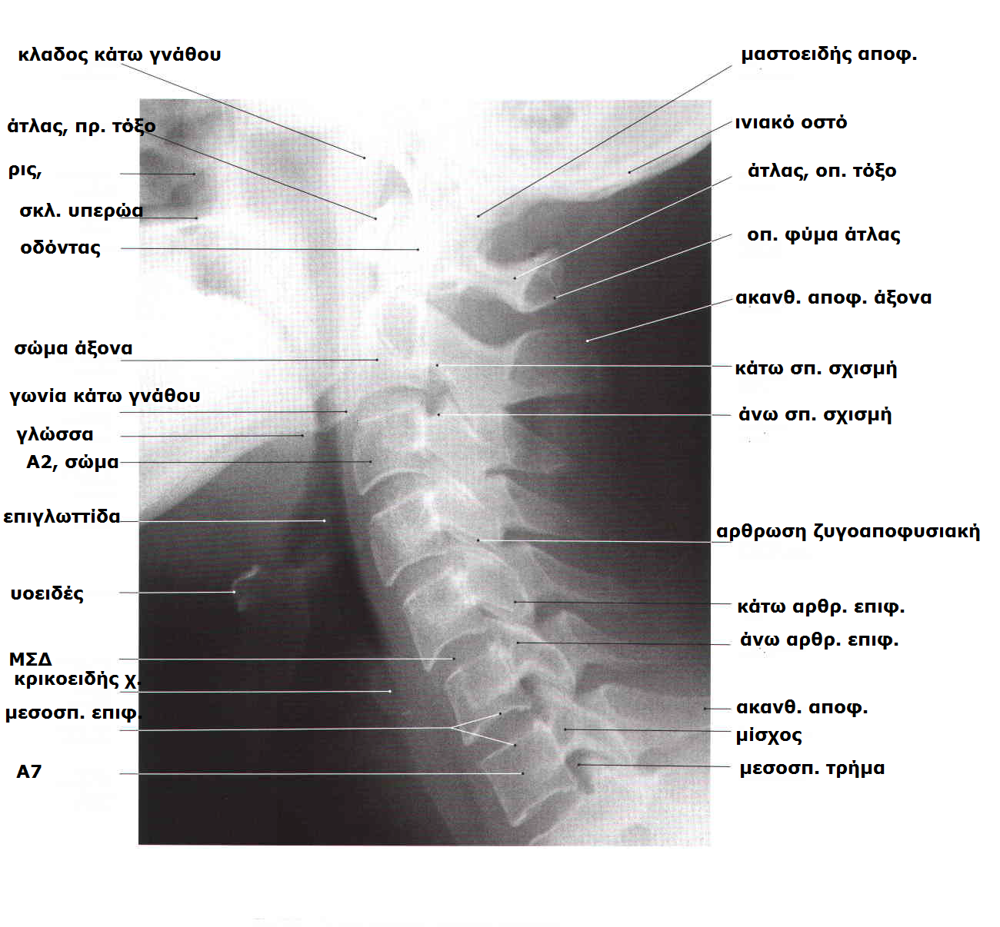 κλαδος κάτω γνάθου
άτλας, πρ. τόξο
ρις,
σκλ. υπερώα
οδόντας
σώμα άξονα
γωνία κάτω γνάθου
γλώσσα
Α2, σώμα
επιγλωττίδα
υοειδές
ΜΣΔ
κρικοειδής χ.
μεσοσπ. επιφ.
Α7
μαστοειδής αποφ.
ινιακό οστό
άτλας, οπ. τόξο
οπ. φύμα άτλας
ακανθ. αποφ. άξονα
κάτω σπ. σχισμή
άνω σπ. σχισμή
αρθρωση ζυγοαποφυσιακή
κάτω αρθρ. επιφ.
άνω αρθρ. επιφ.
ακανθ. αποφ.
μίσχος
μεσοσπ. τρήμα